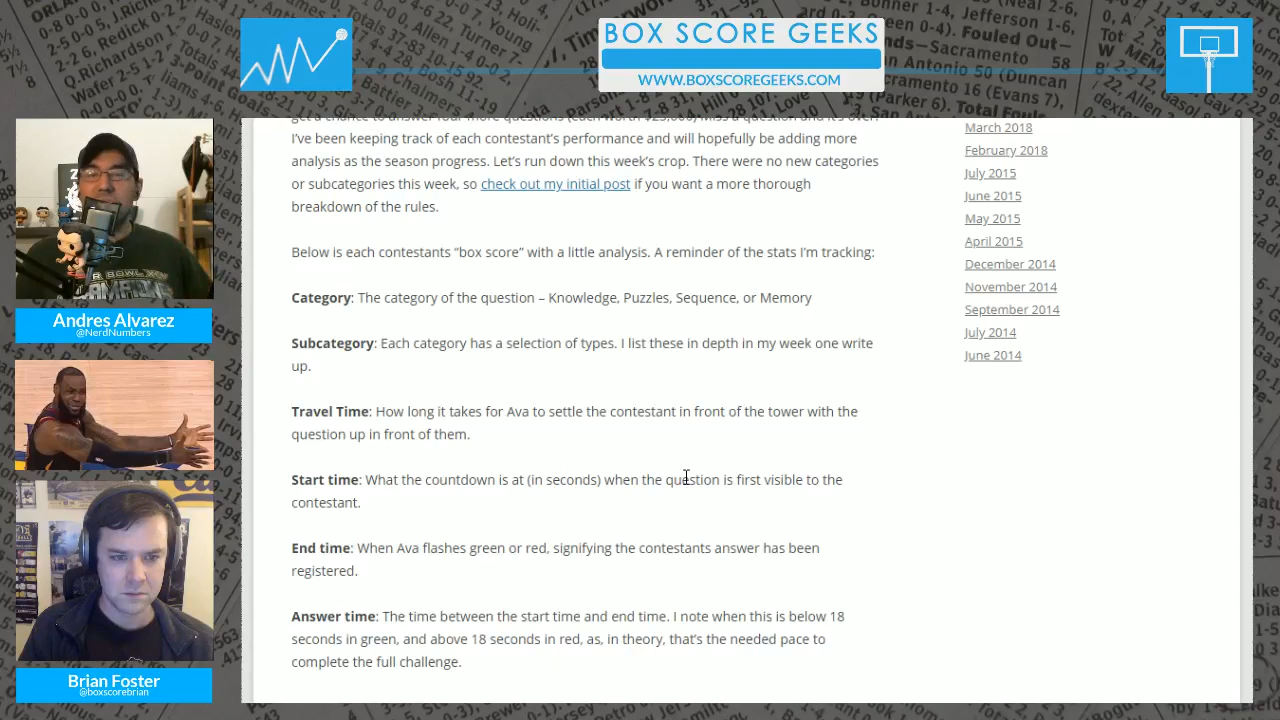 BOX SCORE GEEKS
WWW.BOXSCOREGEEKS.COM
Andres Alvarez
@NerdNumbers
Brian Foster
@boxscorebrian
I've been keeping track of each contestant's performance and will hopefully be adding more
analysis as the season progress. Let's run down this week's crop. There were no new categories
or subcategories this week, so check out my initial post if you want a more thorough
breakdown of the rules.
Below is each contestants “box score” with a little analysis. A reminder of the stats I'm tracking:
Category: The category of the question – Knowledge, Puzzles, Sequence, or Memory
Subcategory: Each category has a selection of types. I list these in depth in my week one write
up.
Travel Time: How long it takes for Ava to settle the contestant in front of the tower with the
question up in front of them.
Start time: What the countdown is at (in seconds) when the question is first visible to the
contestant.
End time: When Ava flashes green or red, signifying the contestants answer has been
registered.
Answer time: The time between the start time and end time. I note when this is below 18
seconds in green, and above 18 seconds in red, as, in theory, that's the needed pace to
complete the full challenge.
March 2018
February 2018
July 2015
June 2015
May 2015
April 2015
December 2014
November 2014
September 2014
July 2014
June 2014